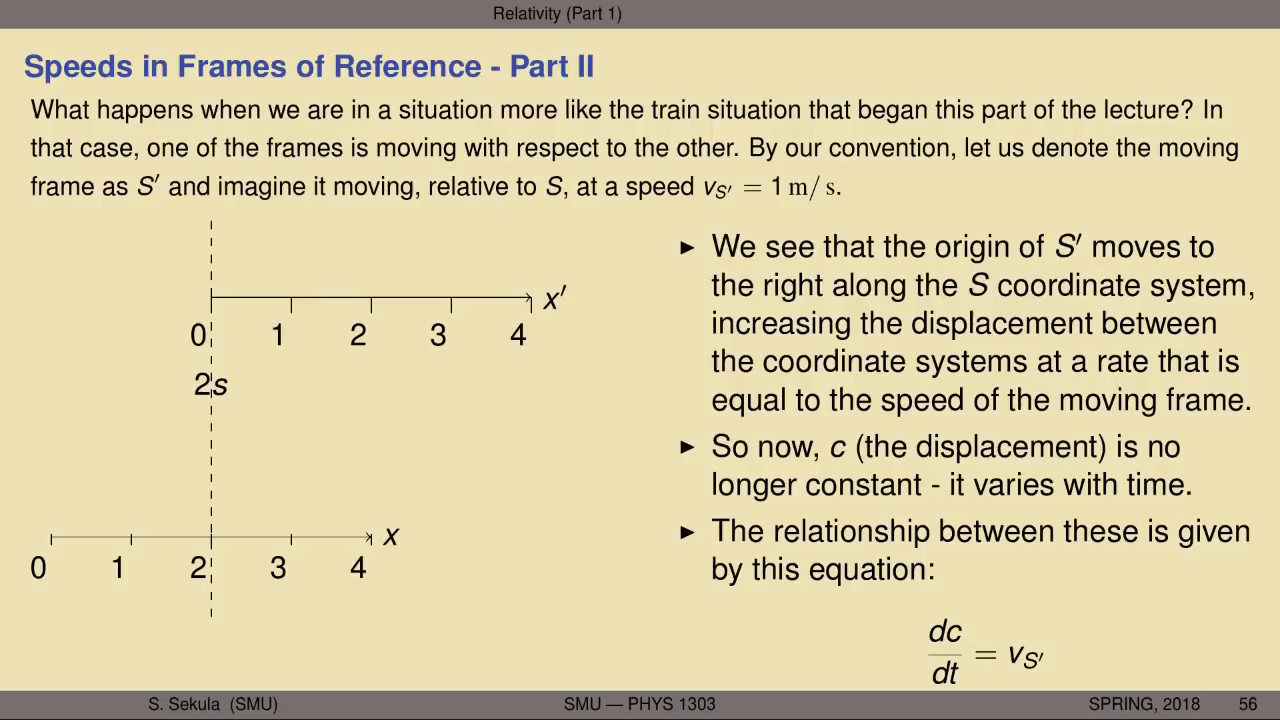 Relativity (Part 1)
Speeds in Frames of Reference - Part II
What happens when we are in a situation more like the train situation that began this part of the lecture? In
that case, one of the frames is moving with respect to the other. By our convention, let us denote the moving
frame as S′ and imagine it moving, relative to S, at a speed v_{S′} = 1 m/ s.
x′
0 1 2 3 4
2s
x
0 1 2 3 4
▶ We see that the origin of S′ moves to
the right along the S coordinate system,
increasing the displacement between
the coordinate systems at a rate that is
equal to the speed of the moving frame.
▶ So now, c (the displacement) is no
longer constant - it varies with time.
▶ The relationship between these is given
by this equation:
dc/dt = v_{S′}
S. Sekula (SMU) SMU — PHYS 1303 SPRING, 2018 56